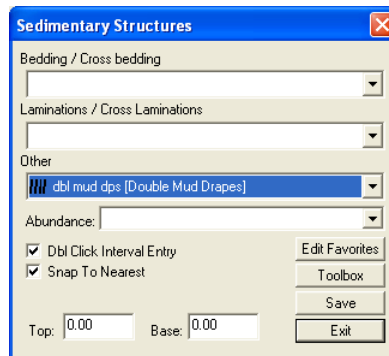 Sedimentary Structures
Bedding / Cross bedding
Laminations / Cross Laminations
Other
dbl mud dps [Double Mud Drapes]
Abundance:
Dbl Click Interval Entry
Edit Favorites
Snap To Nearest
Toolbox
Save
Top: 0.00 Base: 0.00
Exit